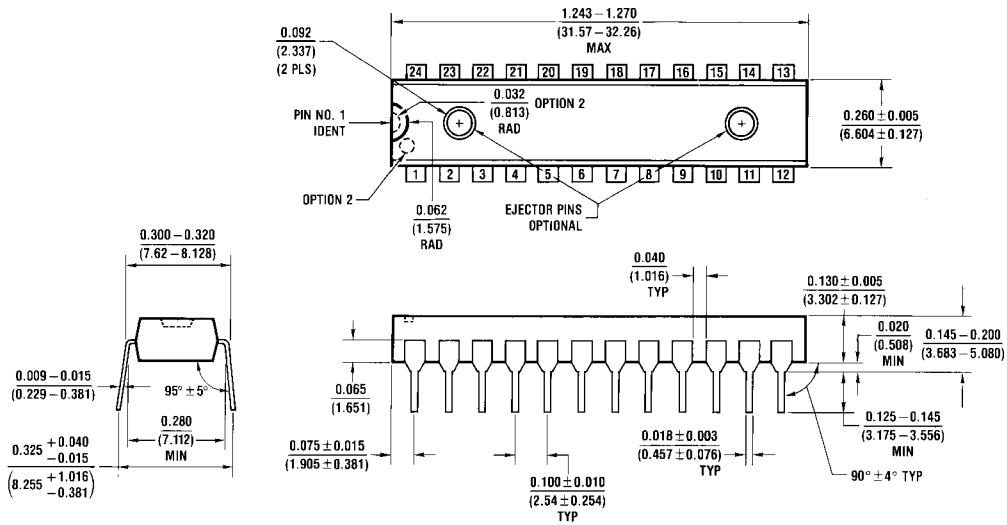 1.243 – 1.270
(31.57 – 32.26)
MAX
0.092
(2.337)
(2 PLS)
24 23 22 21 20 19 18 17 16 15 14 13
0.032
(0.813)
RAD
OPTION 2
PIN NO. 1
IDENT
0.260 ± 0.005
(6.604 ± 0.127)
1 2 3 4 5 6 7 8 9 10 11 12
OPTION 2
0.062
(1.575)
RAD
EJECTOR PINS
OPTIONAL
0.300 – 0.320
(7.62 – 8.128)
0.009 – 0.015
(0.229 – 0.381)
95° ± 5°
0.280
(7.112)
MIN
0.325 +0.040
–0.015
(8.255 +1.016
–0.381)
0.040
(1.016)
TYP
0.130 ± 0.005
(3.302 ± 0.127)
0.020
(0.508)
MIN
0.145 – 0.200
(3.683 – 5.080)
0.065
(1.651)
0.075 ± 0.015
(1.905 ± 0.381)
0.100 ± 0.010
(2.54 ± 0.254)
TYP
0.018 ± 0.003
(0.457 ± 0.076)
TYP
0.125 – 0.145
(3.175 – 3.556)
MIN
90° ± 4° TYP